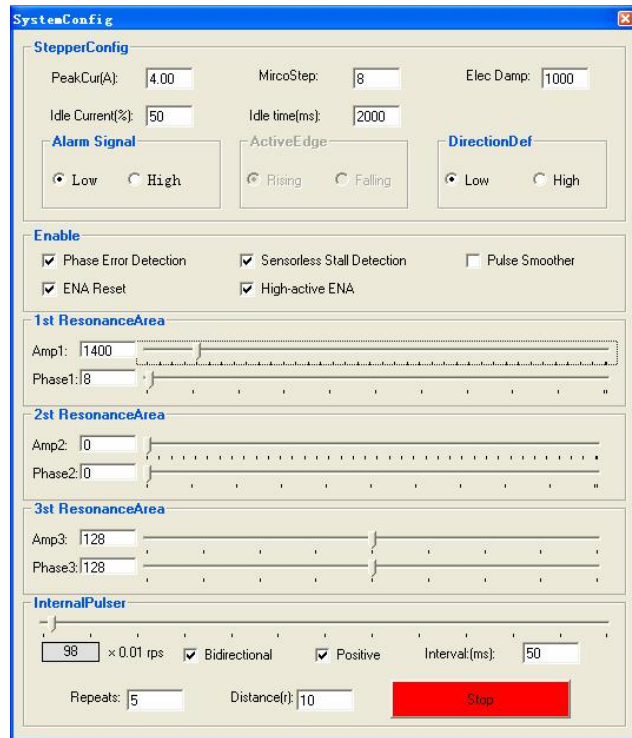 SystemConfig
StepperConfig
PeakCur(A): 4.00 MircoStep: 8 Elec Damp: 1000
Idle Current(%): 50 Idle time(ms): 2000
Alarm Signal ActiveEdge DirectionDef
Low High Rising Falling Low High
Enable
Phase Error Detection Sensorless Stall Detection Pulse Smoother
ENA Reset High-active ENA
1st ResonanceArea
Amp1: 1400
Phase1: 8
2st ResonanceArea
Amp2: 0
Phase2: 0
3st ResonanceArea
Amp3: 128
Phase3: 128
InternalPulser
98 × 0.01 rps Bidirectional Positive Interval:(ms): 50
Repeats: 5 Distance(r): 10 Stop